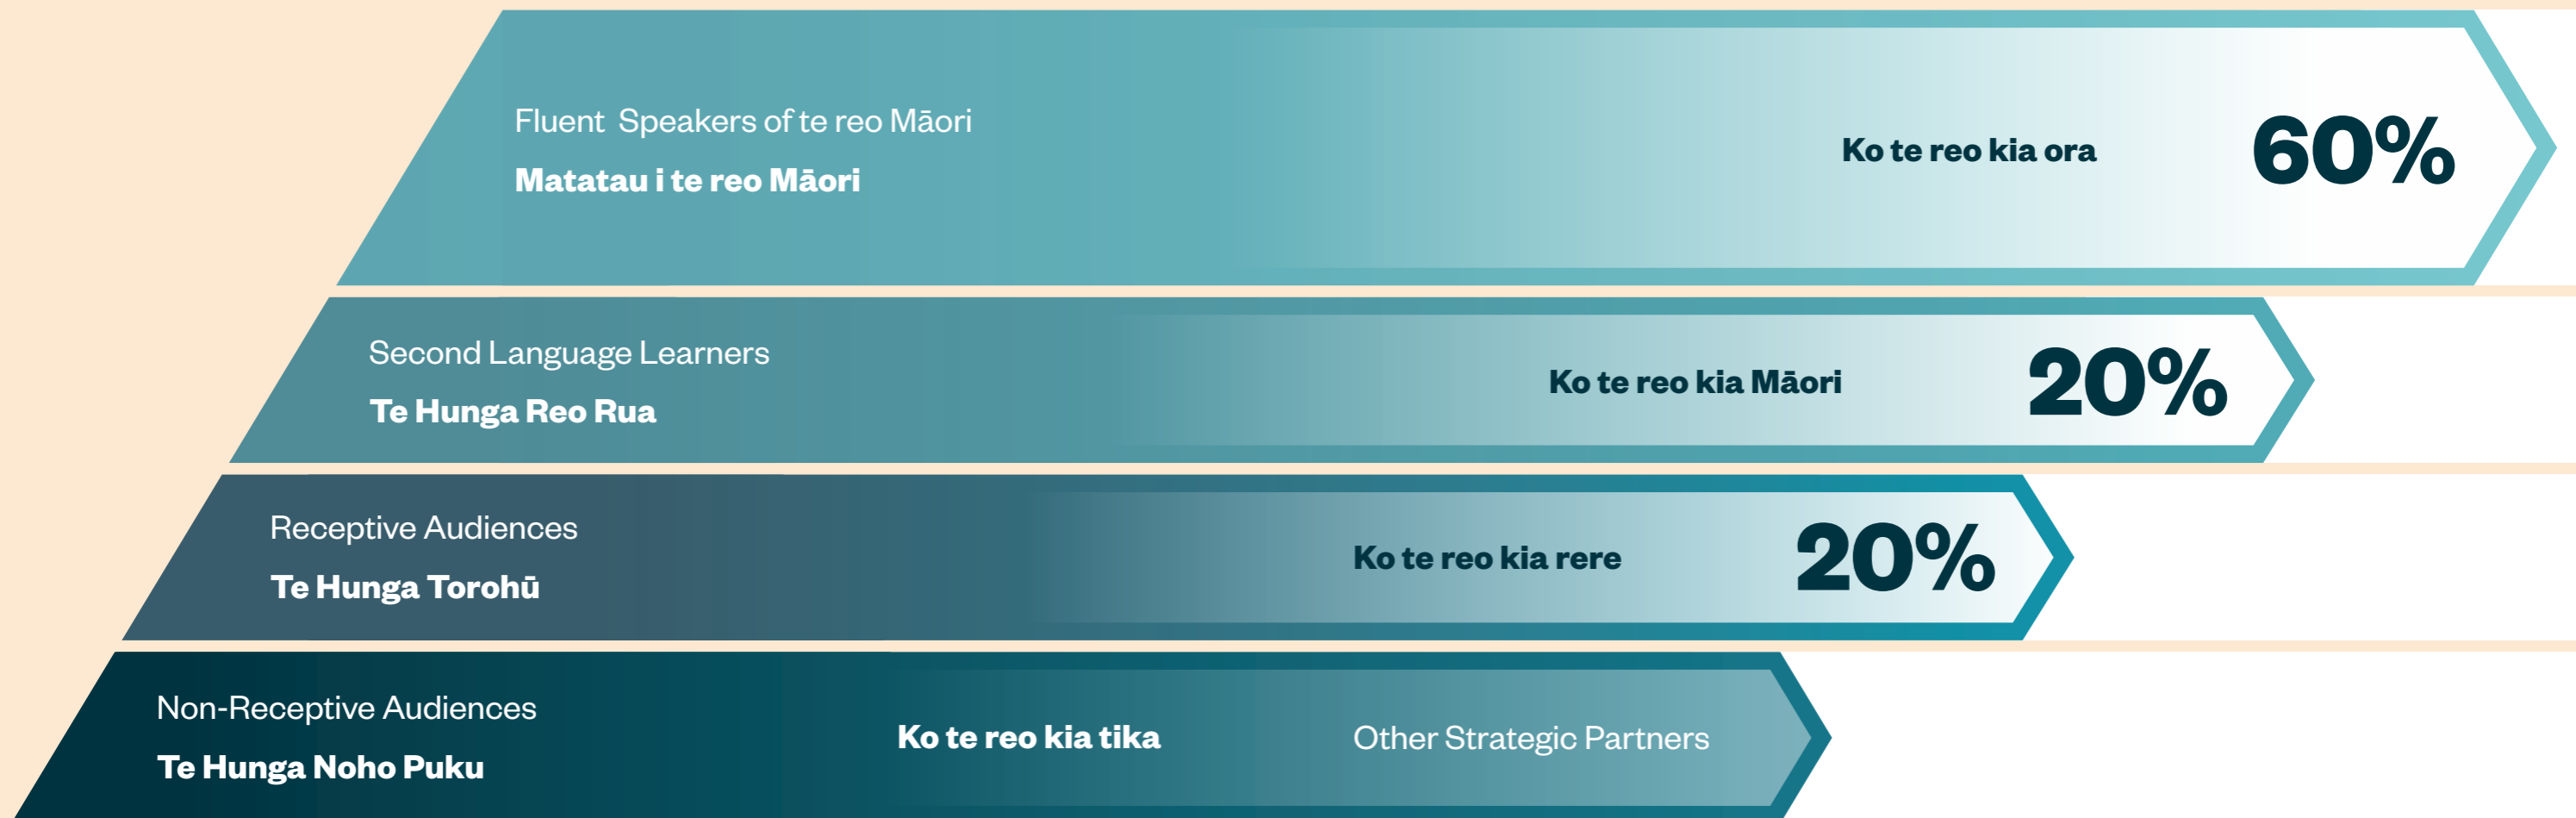 Fluent Speakers of te reo Māori
Matatau i te reo Māori
Ko te reo kia ora
60%
Second Language Learners
Te Hunga Reo Rua
Ko te reo kia Māori
20%
Receptive Audiences
Te Hunga Torohū
Ko te reo kia rere
20%
Non-Receptive Audiences
Te Hunga Noho Puku
Ko te reo kia tika
Other Strategic Partners